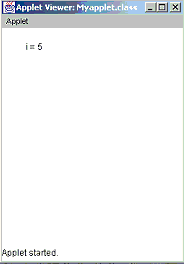 Applet Viewer: Myapplet.class
Applet
i = 5
Applet started.